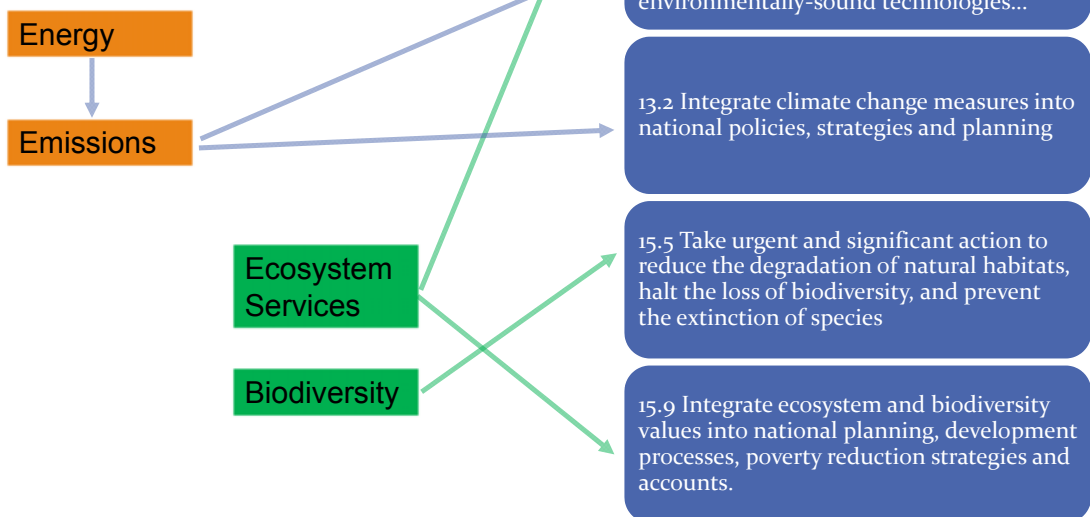 environmentally-sound technologies...
Energy
Emissions
13.2 Integrate climate change measures into
national policies, strategies and planning
Ecosystem
Services
15.5 Take urgent and significant action to
reduce the degradation of natural habitats,
halt the loss of biodiversity, and prevent
the extinction of species
Biodiversity
15.9 Integrate ecosystem and biodiversity
values into national planning, development
processes, poverty reduction strategies and
accounts.